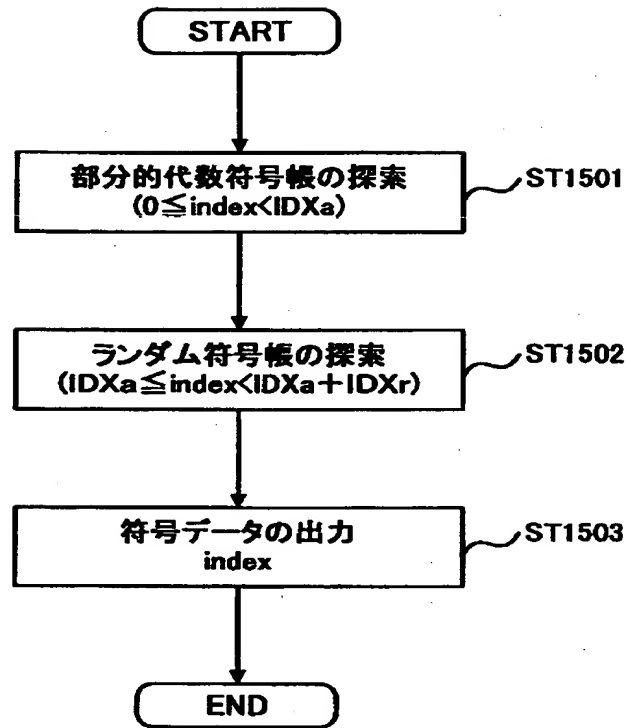 START
部分的代数符号帳の探索
(0≦index<IDXa)
ST1501
ランダム符号帳の探索
(IDXa≦index<IDXa+IDXr)
ST1502
符号データの出力
index
ST1503
END